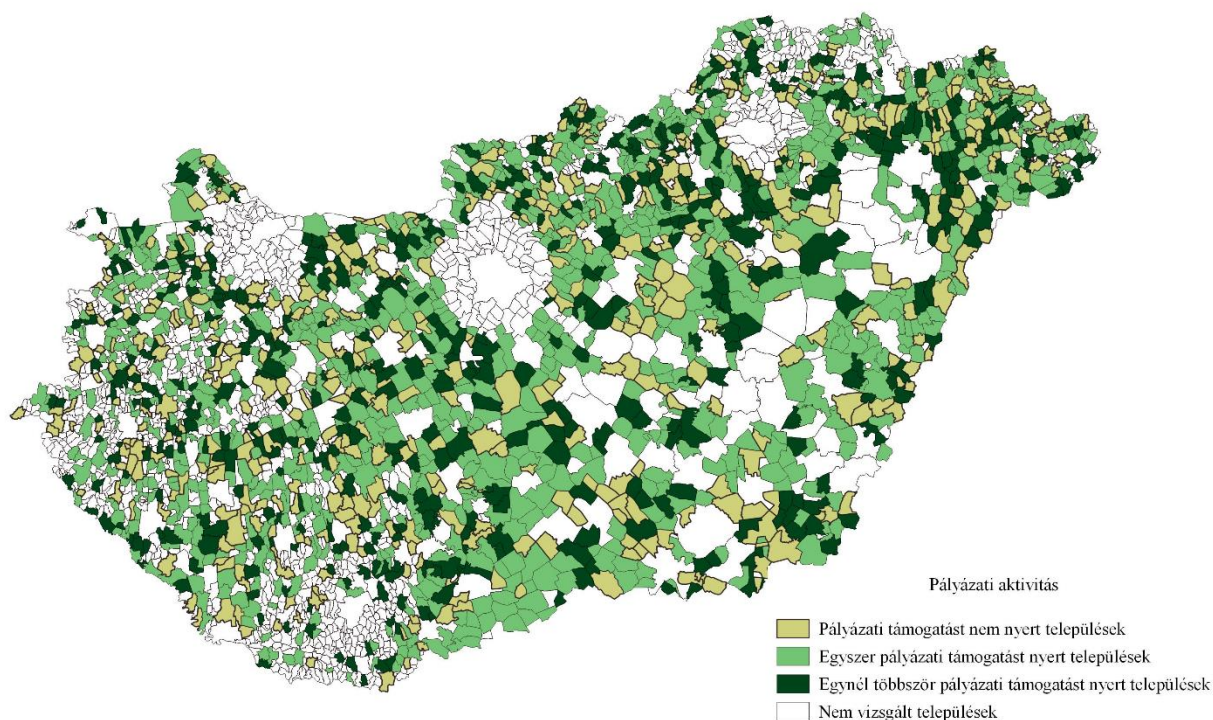 Pályázati aktivitás
Pályázati támogatást nem nyert települések
Egyszer pályázati támogatást nyert települések
Egynél többször pályázati támogatást nyert települések
Nem vizsgált települések